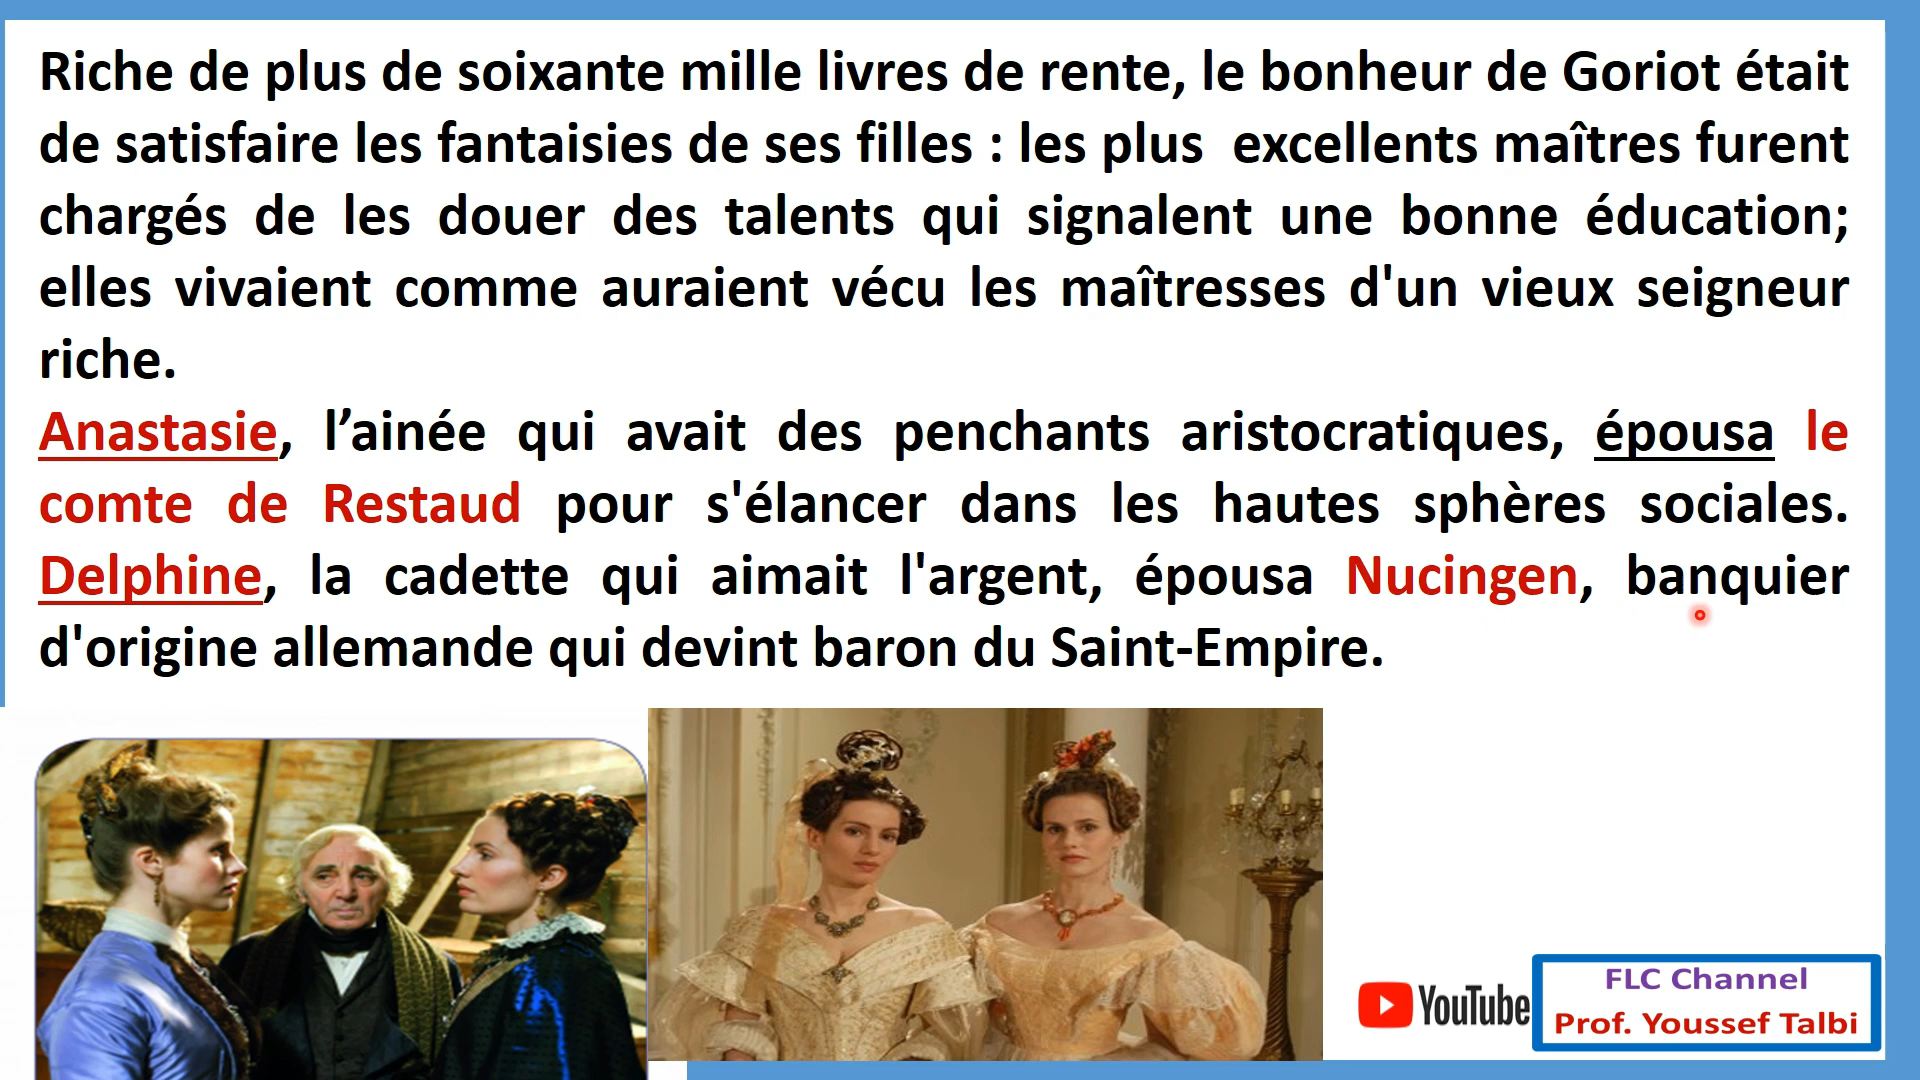 Riche de plus de soixante mille livres de rente, le bonheur de Goriot était
de satisfaire les fantaisies de ses filles : les plus  excellents maîtres furent
chargés de les douer des talents qui signalent une bonne éducation;
elles vivaient comme auraient vécu les maîtresses d'un vieux seigneur
riche.
Anastasie, l’ainée qui avait des penchants aristocratiques, épousa le
comte de Restaud pour s'élancer dans les hautes sphères sociales.
Delphine, la cadette qui aimait l'argent, épousa Nucingen, banquier
d'origine allemande qui devint baron du Saint-Empire.
YouTube
FLC Channel
Prof. Youssef Talbi